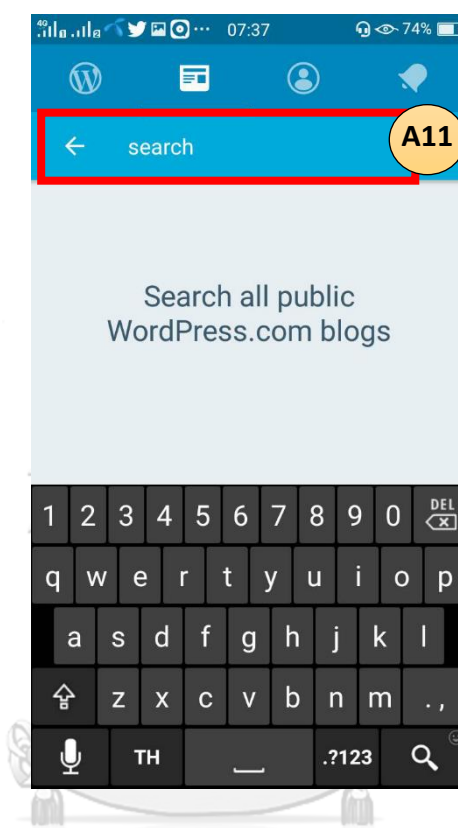 4G 07:37 74%
search A11
Search all public
WordPress.com blogs
1 2 3 4 5 6 7 8 9 0 DEL
q w e r t y u i o p
a s d f g h j k l
z x c v b n m . ,
TH .?123